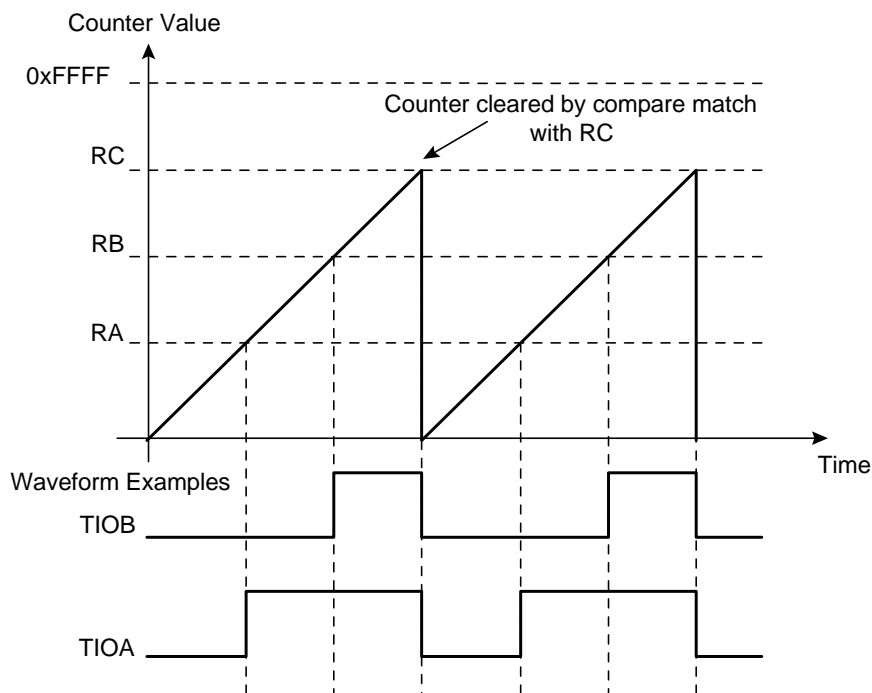 Counter Value
0xFFFF
Counter cleared by compare match
with RC
RC
RB
RA
Time
Waveform Examples
TIOB
TIOA